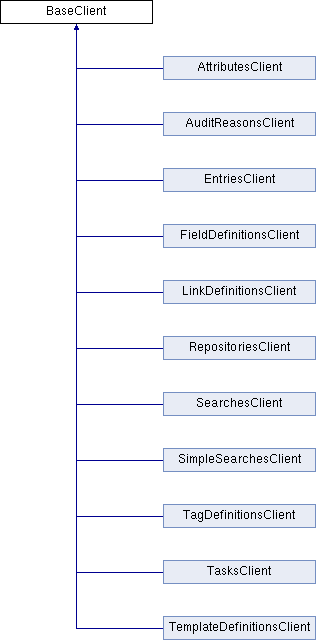 BaseClient
AttributesClient
AuditReasonsClient
EntriesClient
FieldDefinitionsClient
LinkDefinitionsClient
RepositoriesClient
SearchesClient
SimpleSearchesClient
TagDefinitionsClient
TasksClient
TemplateDefinitionsClient